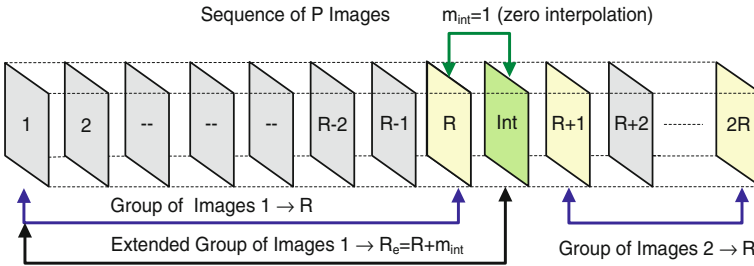 Sequence of P Images
m_int=1 (zero interpolation)
1 2 -- -- -- R-2 R-1 R Int R+1 R+2 ------ 2R
Group of Images 1 → R
Extended Group of Images 1 → R_e=R+m_int
Group of Images 2 → R